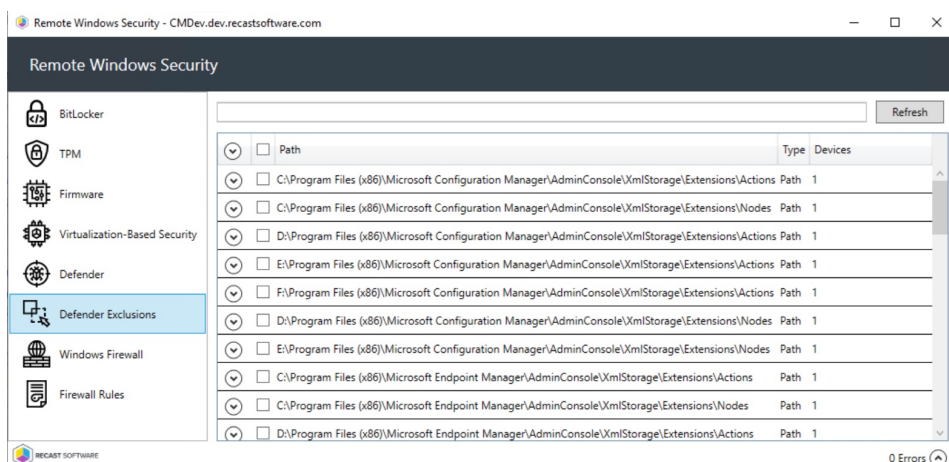 Remote Windows Security - CMDev.dev.recastsoftware.com
Remote Windows Security
BitLocker
TPM
Firmware
Virtualization-Based Security
Defender
Defender Exclusions
Windows Firewall
Firewall Rules
Refresh
Path Type Devices
C:\Program Files (x86)\Microsoft Configuration Manager\AdminConsole\XmlStorage\Extensions\Actions Path 1
C:\Program Files (x86)\Microsoft Configuration Manager\AdminConsole\XmlStorage\Extensions\Nodes Path 1
D:\Program Files (x86)\Microsoft Configuration Manager\AdminConsole\XmlStorage\Extensions\Actions Path 1
E:\Program Files (x86)\Microsoft Configuration Manager\AdminConsole\XmlStorage\Extensions\Actions Path 1
F:\Program Files (x86)\Microsoft Configuration Manager\AdminConsole\XmlStorage\Extensions\Actions Path 1
D:\Program Files (x86)\Microsoft Configuration Manager\AdminConsole\XmlStorage\Extensions\Nodes Path 1
E:\Program Files (x86)\Microsoft Configuration Manager\AdminConsole\XmlStorage\Extensions\Nodes Path 1
C:\Program Files (x86)\Microsoft Endpoint Manager\AdminConsole\XmlStorage\Extensions\Actions Path 1
C:\Program Files (x86)\Microsoft Endpoint Manager\AdminConsole\XmlStorage\Extensions\Nodes Path 1
D:\Program Files (x86)\Microsoft Endpoint Manager\AdminConsole\XmlStorage\Extensions\Actions Path 1
RECAST SOFTWARE
0 Errors